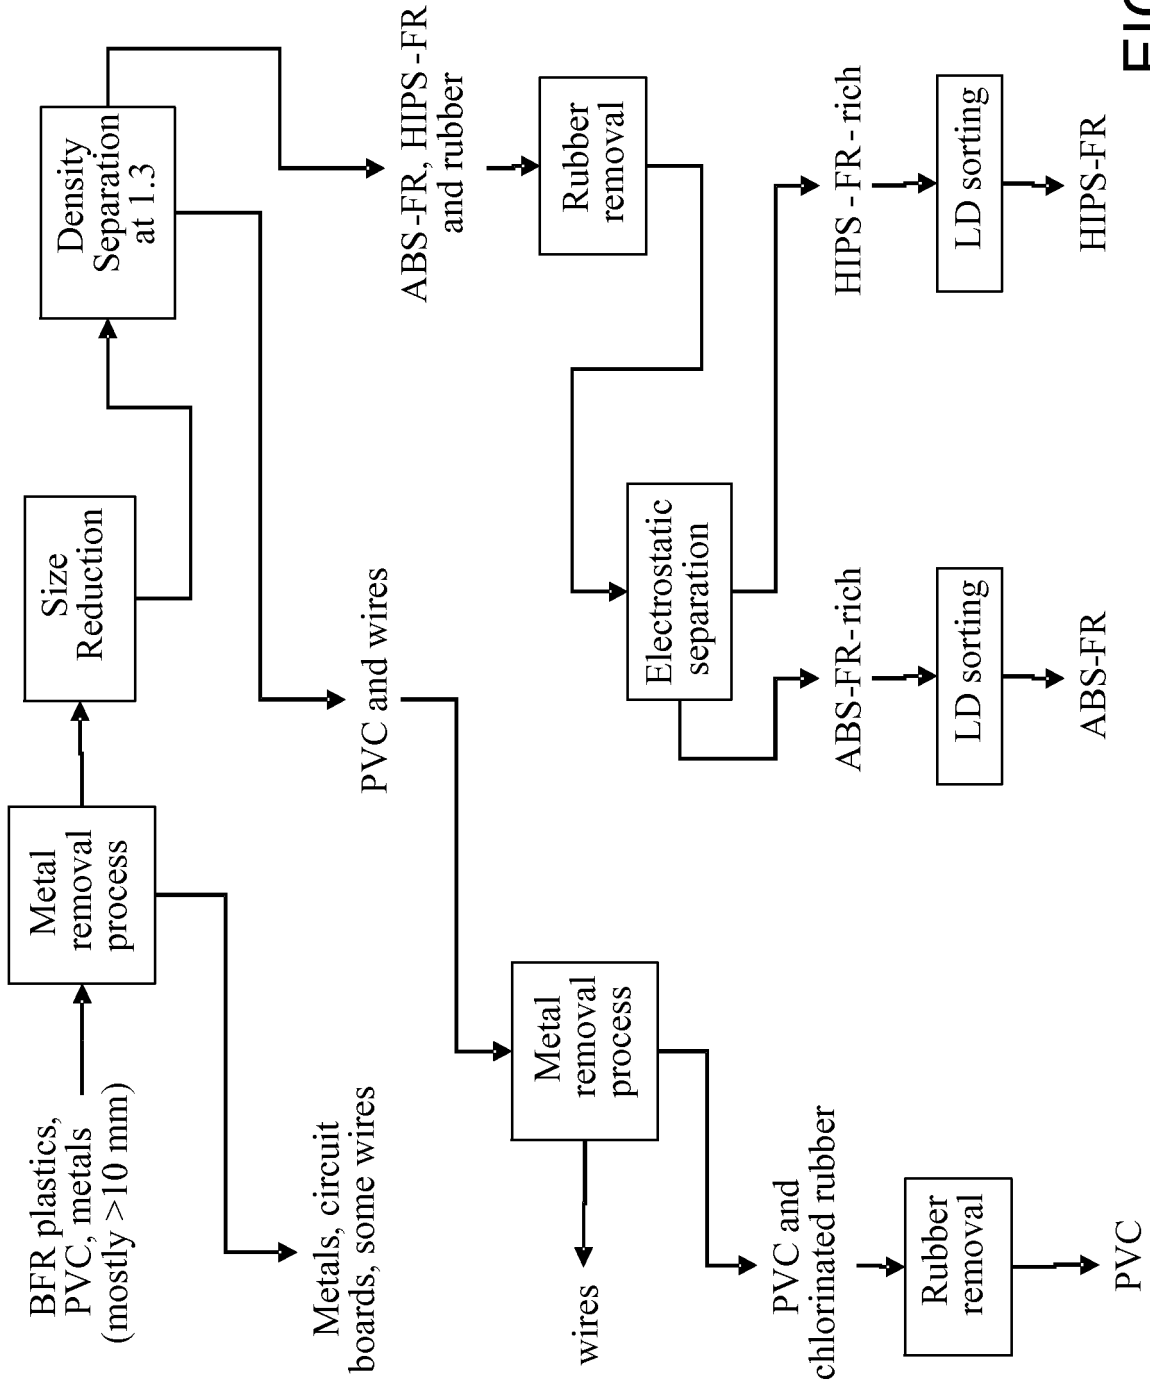 BFR plastics,
PVC, metals
(mostly >10 mm)
Metal
removal
process
Size
Reduction
Density
Separation
at 1.3
Metals, circuit
boards, some wires
PVC and wires
ABS-FR, HIPS-FR
and rubber
wires
Metal
removal
process
Rubber
removal
Electrostatic
separation
PVC and
chlorinated rubber
ABS-FR-rich
HIPS-FR-rich
Rubber
removal
LD sorting
LD sorting
PVC
ABS-FR
HIPS-FR